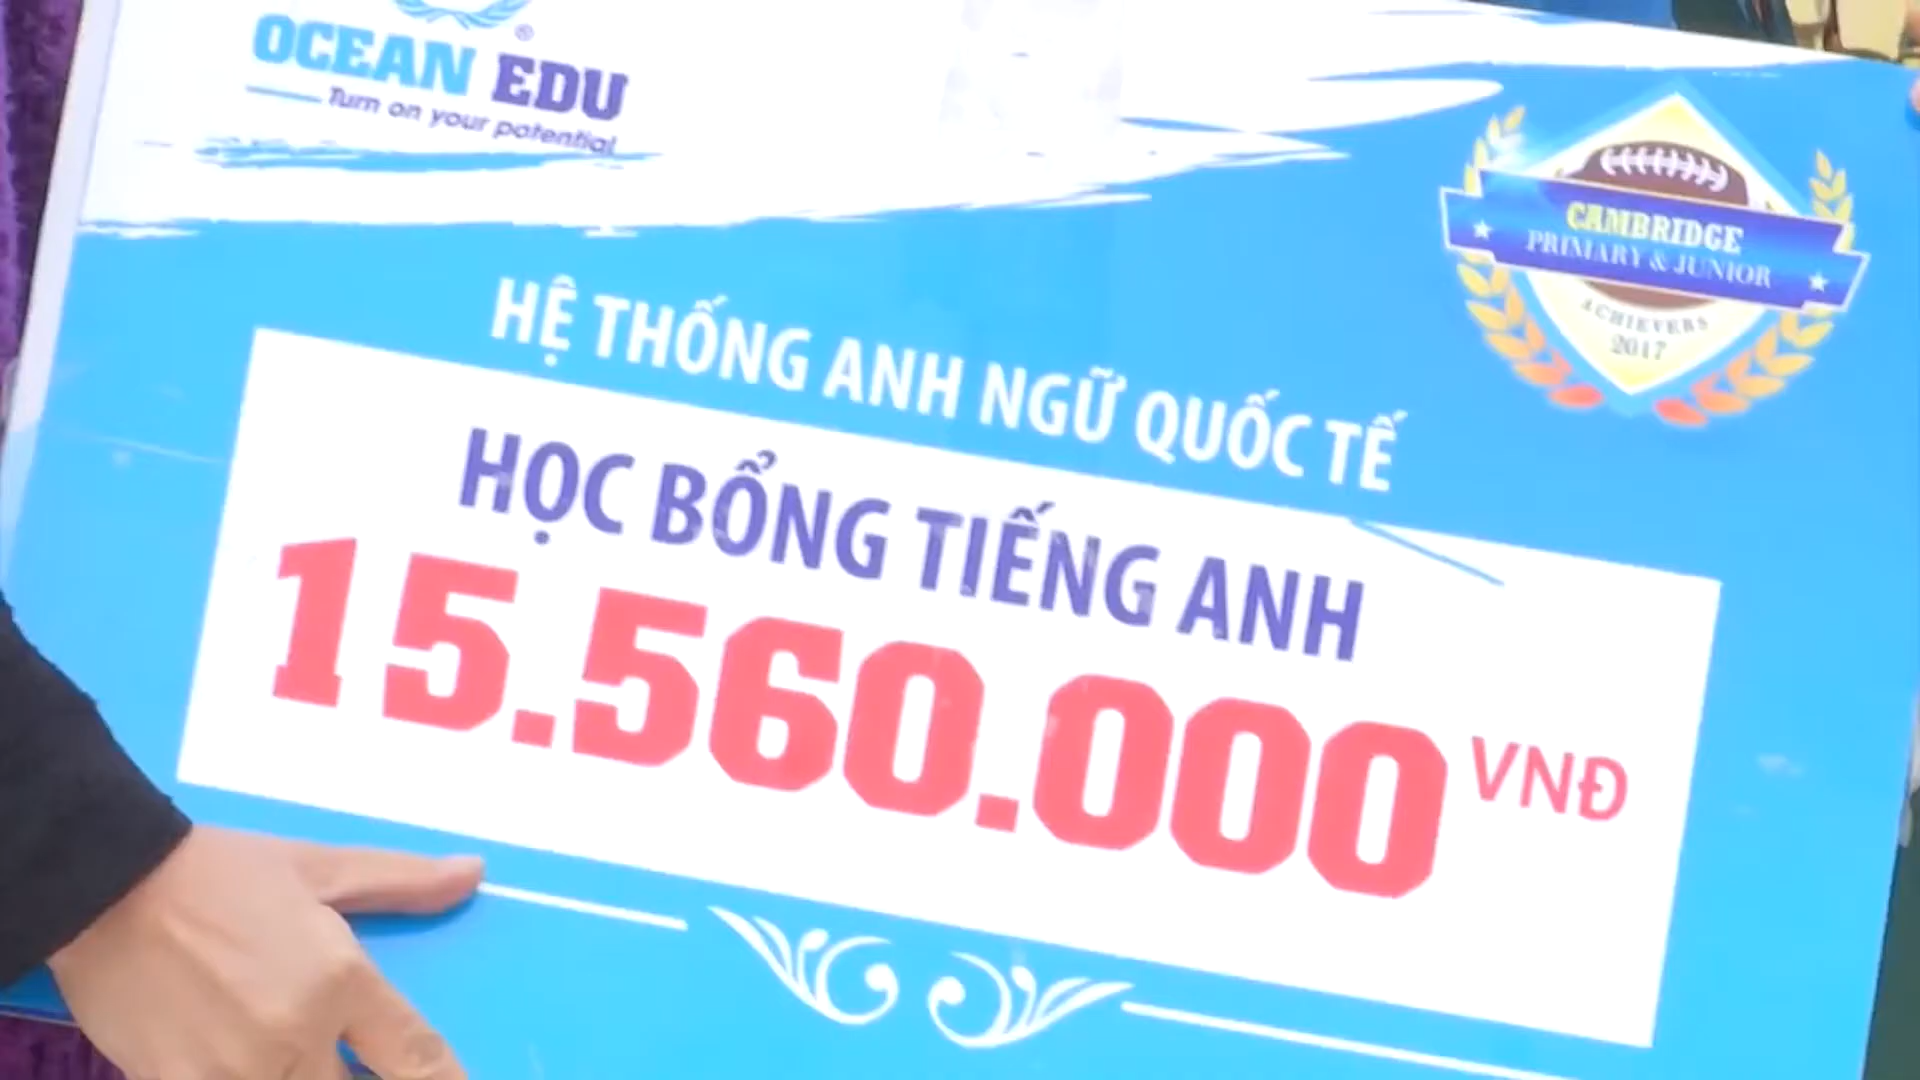 OCEAN EDU
®
Turn on your potential
CAMBRIDGE
PRIMARY & JUNIOR
ACHIEVERS
2017
HỆ THỐNG ANH NGỮ QUỐC TẾ
HỌC BỔNG TIẾNG ANH
15.560.000 VNĐ